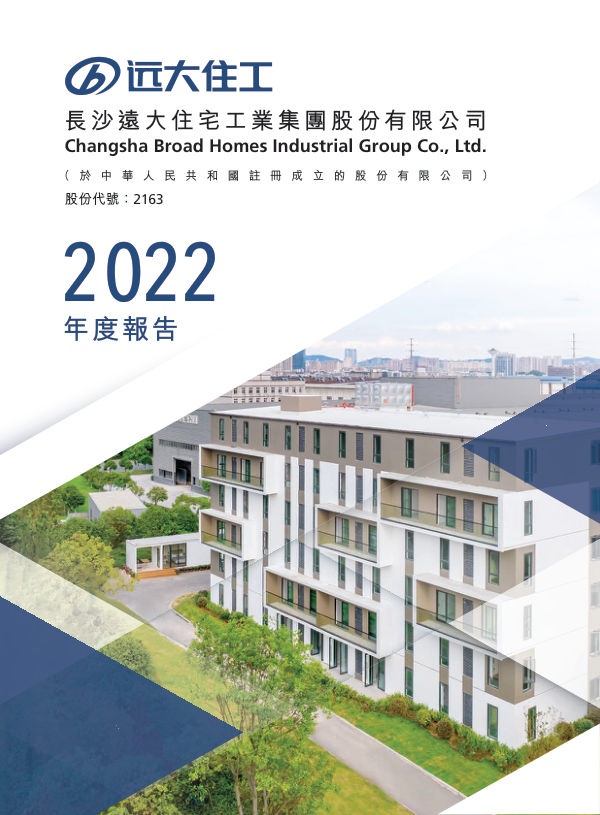 远大住工
長沙遠大住宅工業集團股份有限公司
Changsha Broad Homes Industrial Group Co., Ltd.
(於中華人民共和國註冊成立的股份有限公司)
股份代號：2163
2022
年度報告